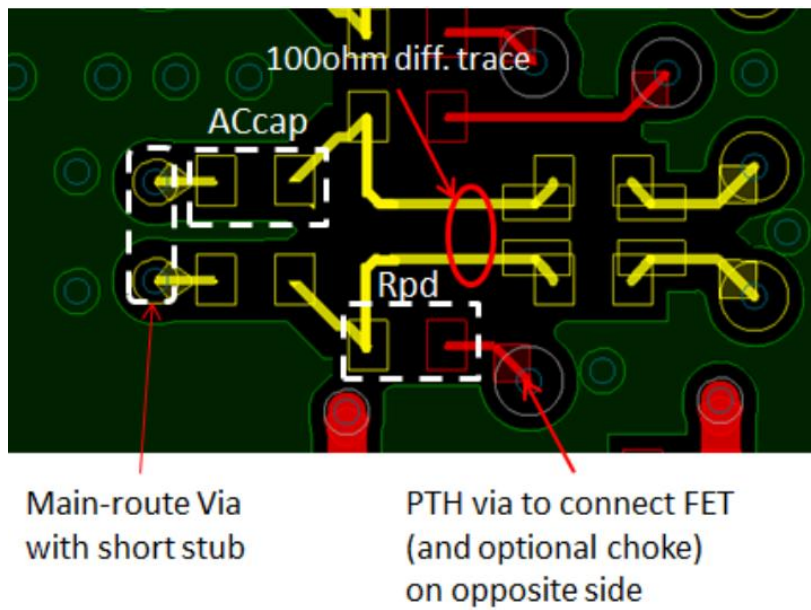 100ohm diff. trace
ACcap
Rpd
Main-route Via
with short stub
PTH via to connect FET
(and optional choke)
on opposite side